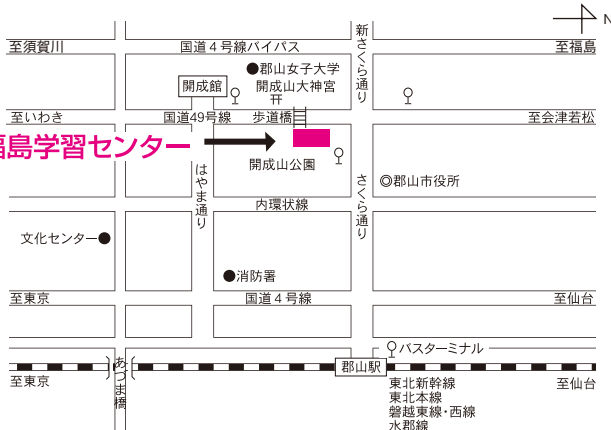 N
至須賀川
国道４号線バイパス
新さくら通り
至福島
●郡山女子大学
開成館
開成山大神宮
至いわき
国道49号線
歩道橋
至会津若松
福島学習センター
開成山公園
はやま通り
さくら通り
◎郡山市役所
内環状線
文化センター●
●消防署
至東京
国道４号線
至仙台
バスターミナル
あづま橋
郡山駅
至東京
至仙台
東北新幹線
東北本線
磐越東線・西線
水郡線